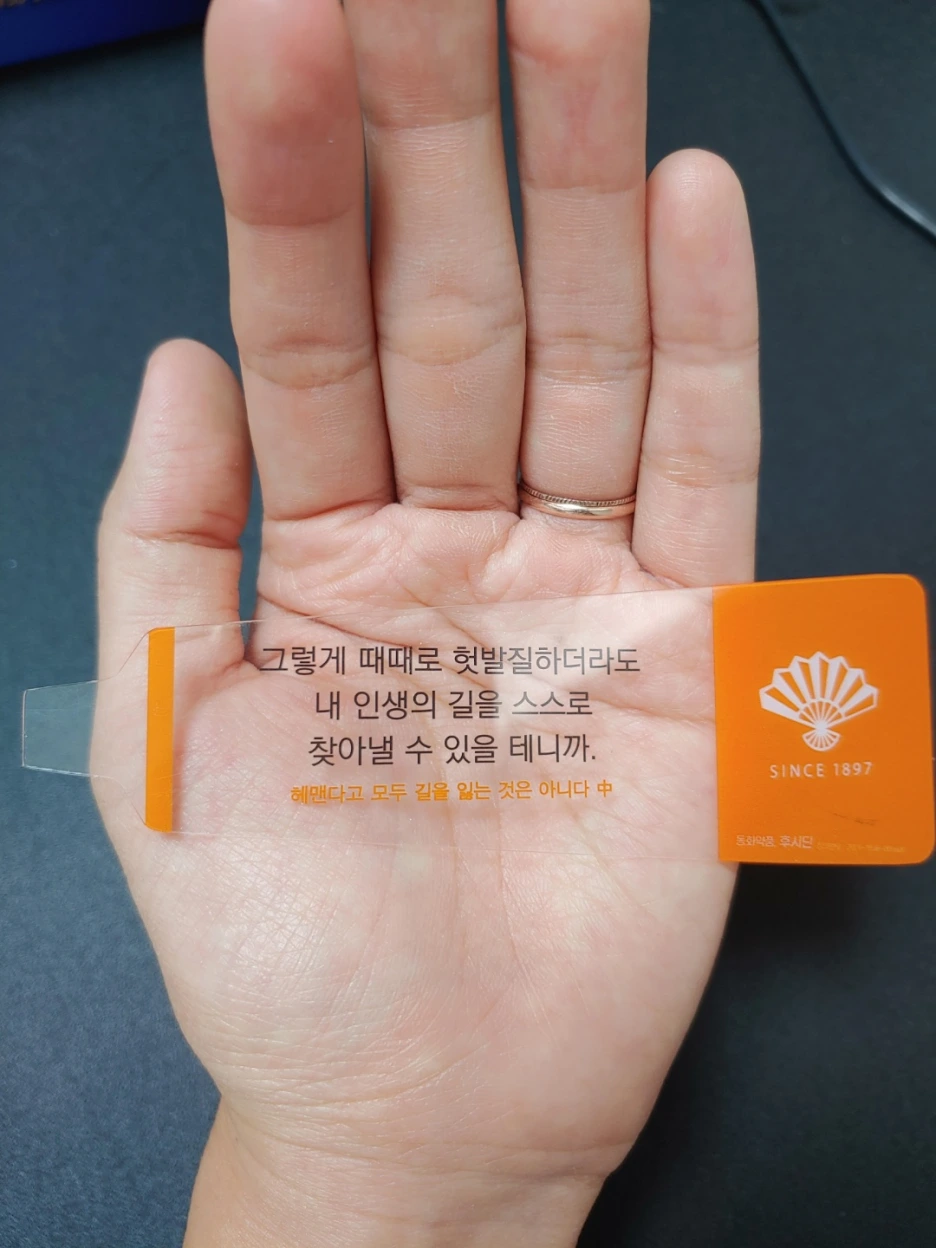 그렇게 때때로 헛발질하더라도
내 인생의 길을 스스로
찾아낼 수 있을 테니까.
헤맨다고 모두 길을 잃는 것은 아니다 中
SINCE 1897
동화약품, 후시딘